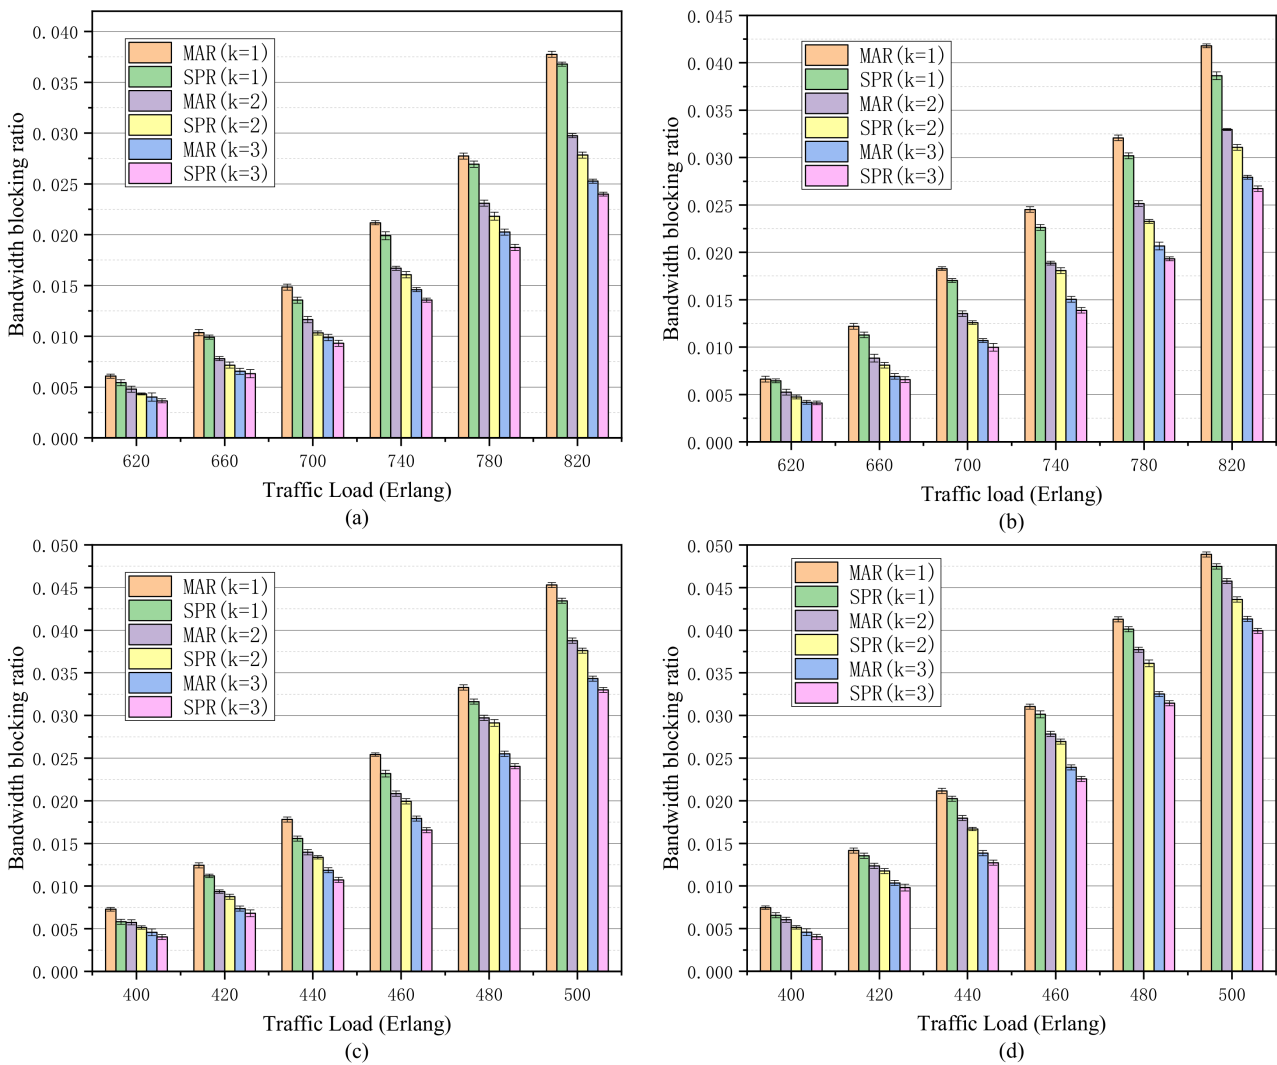 Bandwidth blocking ratio
0.040
0.035
0.030
0.025
0.020
0.015
0.010
0.005
0.000
MAR(k=1)
SPR(k=1)
MAR(k=2)
SPR(k=2)
MAR(k=3)
SPR(k=3)
620 660 700 740 780 820
Traffic Load (Erlang)
(a)
Bandwidth blocking ratio
0.045
0.040
0.035
0.030
0.025
0.020
0.015
0.010
0.005
0.000
MAR(k=1)
SPR(k=1)
MAR(k=2)
SPR(k=2)
MAR(k=3)
SPR(k=3)
620 660 700 740 780 820
Traffic load (Erlang)
(b)
Bandwidth blocking ratio
0.050
0.045
0.040
0.035
0.030
0.025
0.020
0.015
0.010
0.005
0.000
MAR(k=1)
SPR(k=1)
MAR(k=2)
SPR(k=2)
MAR(k=3)
SPR(k=3)
400 420 440 460 480 500
Traffic Load (Erlang)
(c)
Bandwidth blocking ratio
0.050
0.045
0.040
0.035
0.030
0.025
0.020
0.015
0.010
0.005
0.000
MAR(k=1)
SPR(k=1)
MAR(k=2)
SPR(k=2)
MAR(k=3)
SPR(k=3)
400 420 440 460 480 500
Traffic Load (Erlang)
(d)